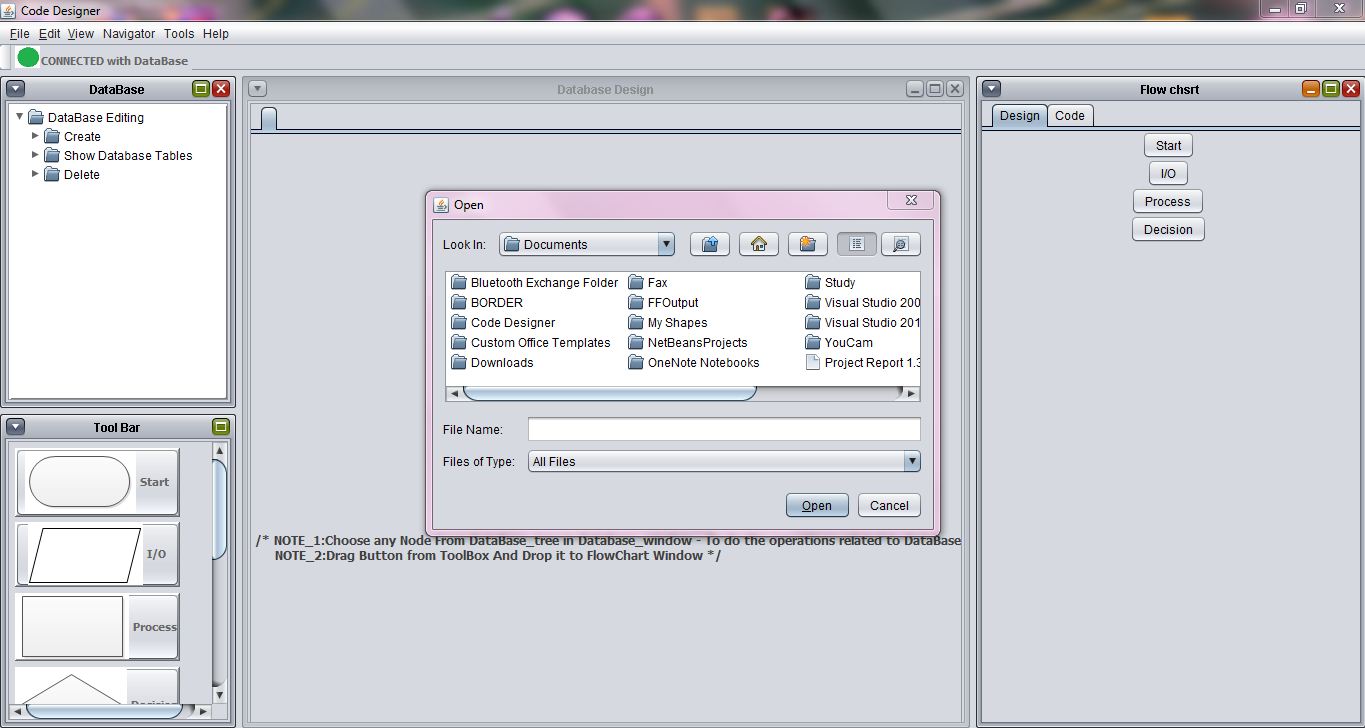 Code Designer
File Edit View Navigator Tools Help
CONNECTED with DataBase
DataBase
DataBase Editing
Create
Show Database Tables
Delete
Tool Bar
Start
I/O
Process
Database Design
Open
Look In: Documents
Bluetooth Exchange Folder
BORDER
Code Designer
Custom Office Templates
Downloads
Fax
FFOutput
My Shapes
NetBeansProjects
OneNote Notebooks
Study
Visual Studio 200
Visual Studio 201
YouCam
Project Report 1.3
File Name:
Files of Type: All Files
Open Cancel
/* NOTE_1:Choose any Node From DataBase_tree in Database_window - To do the operations related to DataBase
NOTE_2:Drag Button from ToolBox And Drop it to FlowChart Window */
Flow chsrt
Design Code
Start
I/O
Process
Decision